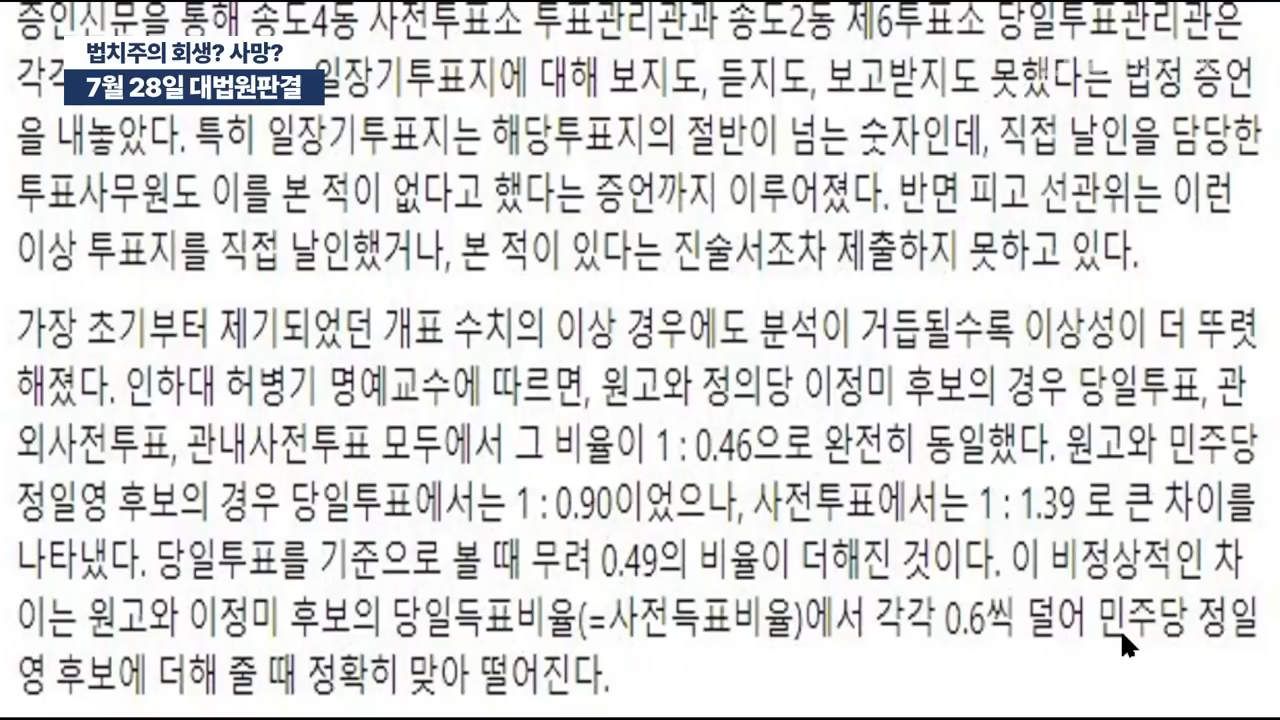 증인신문을 통해 송도4동 사전투표소 투표관리관과 송도2동 제6투표소 당일투표관리관은
법치주의 회생? 사망?
7월 28일 대법원판결
일장기투표지에 대해 보지도, 듣지도, 보고받지도 못했다는 법정 증언
을 내놓았다. 특히 일장기투표지는 해당투표지의 절반이 넘는 숫자인데, 직접 날인을 담당한
투표사무원도 이를 본 적이 없다고 했다는 증언까지 이루어졌다. 반면 피고 선관위는 이런
이상 투표지를 직접 날인했거나, 본 적이 있다는 진술서조차 제출하지 못하고 있다.
가장 초기부터 제기되었던 개표 수치의 이상 경우에도 분석이 거듭될수록 이상성이 더 뚜렷
해졌다. 인하대 허병기 명예교수에 따르면, 원고와 정의당 이정미 후보의 경우 당일투표, 관
외사전투표, 관내사전투표 모두에서 그 비율이 1 : 0.46으로 완전히 동일했다. 원고와 민주당
정일영 후보의 경우 당일투표에서는 1 : 0.90이었으나, 사전투표에서는 1 : 1.39 로 큰 차이를
나타냈다. 당일투표를 기준으로 볼 때 무려 0.49의 비율이 더해진 것이다. 이 비정상적인 차
이는 원고와 이정미 후보의 당일득표비율(=사전득표비율)에서 각각 0.6씩 덜어 민주당 정일
영 후보에 더해 줄 때 정확히 맞아 떨어진다.